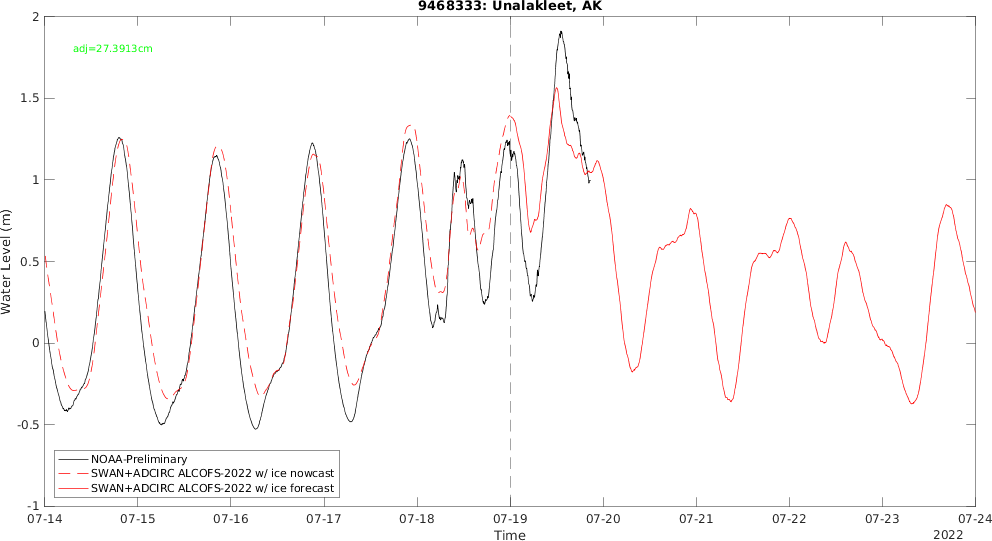 9468333: Unalakleet, AK
adj=27.3913cm
2
1.5
1
0.5
0
-0.5
-1
Water Level (m)
NOAA-Preliminary
SWAN+ADCIRC ALCOFS-2022 w/ ice nowcast
SWAN+ADCIRC ALCOFS-2022 w/ ice forecast
07-14 07-15 07-16 07-17 07-18 07-19 07-20 07-21 07-22 07-23 07-24
Time
2022